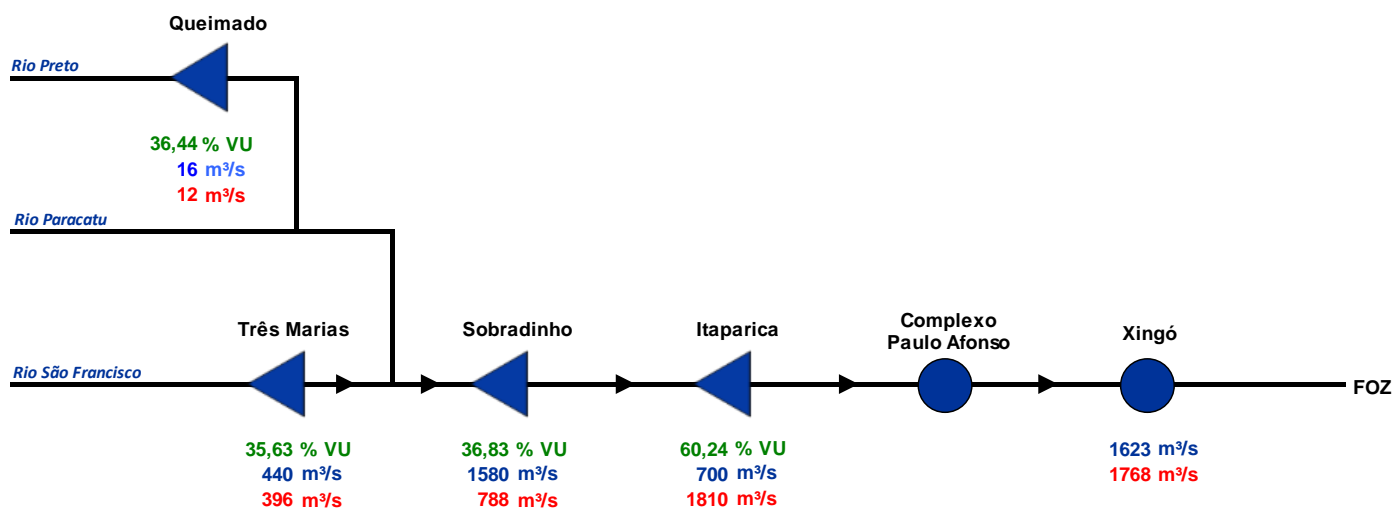 Queimado
Rio Preto
36,44 % VU
16 m³/s
12 m³/s
Rio Paracatu
Três Marias
Sobradinho
Itaparica
Complexo
Paulo Afonso
Xingó
Rio São Francisco
FOZ
35,63 % VU
440 m³/s
396 m³/s
36,83 % VU
1580 m³/s
788 m³/s
60,24 % VU
700 m³/s
1810 m³/s
1623 m³/s
1768 m³/s